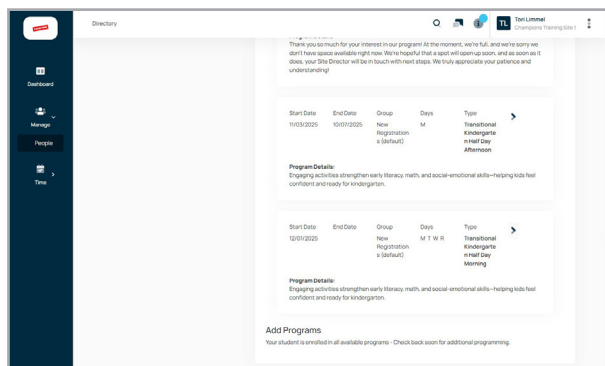 Directory
TL
Tori Limmel
Champions Training Site 1
Dashboard
Manage
People
Time
Thank you so much for your interest in our program! At the moment, we're full, and we're sorry we
don't have space available right now. We're hopeful that a spot will open up soon, and as soon as it
does, your Site Director will be in touch with next steps. We truly appreciate your patience and
understanding!
Start Date End Date Group Days Type
11/03/2025 10/07/2025 New M Transitional
Registration Kindergarte
s (default) n Half Day
Afternoon
Program Details:
Engaging activities strengthen early literacy, math, and social-emotional skills—helping kids feel
confident and ready for kindergarten.
Start Date End Date Group Days Type
12/01/2025 New M T W R Transitional
Registration Kindergarte
s (default) n Half Day
Morning
Program Details:
Engaging activities strengthen early literacy, math, and social-emotional skills—helping kids feel
confident and ready for kindergarten.
Add Programs
Your student is enrolled in all available programs - Check back soon for additional programming.